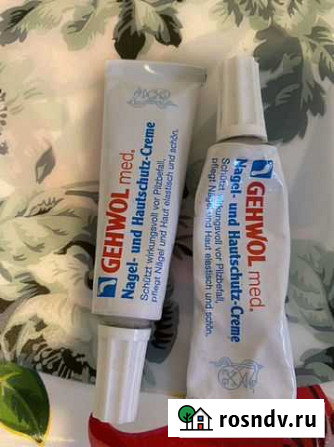 GEHWOL med.
Nagel- und Hautschutz-Creme
Schützt wirkungsvoll vor Pilzbefall,
pflegt Nägel und Haut elastisch und schön.
GEHWOL med.
Nagel- und Hautschutz-Creme
Schützt wirkungsvoll vor Pilzbefall,
pflegt Nägel und Haut elastisch und schön.
rosndv.ru